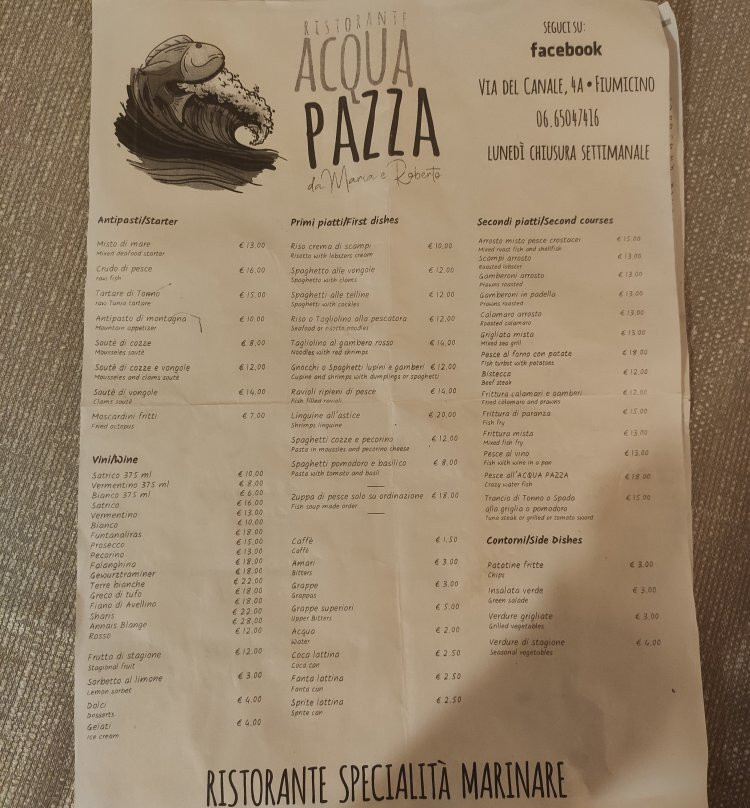 RISTORANTE
ACQUA
PAZZA
da Maria e Roberto
SEGUCI SU:
facebook
VIA DEL CANALE, 4A • FIUMICINO
06.65047416
LUNEDÌ CHIUSURA SETTIMANALE
Antipasti/Starter
Misto di mare € 13,00
Mixed deafood starter
Crudo di pesce € 16,00
raw fish
Tartare di Tonno € 15,00
raw Tuna tartare
Antipasto di montagna € 10,00
Mountain appetizer
Sautè di cozze € 8,00
Mousseles sautè
Sautè di cozze e vongole € 12,00
Mousseles and clams sautè
Sautè di vongole € 14,00
Clams sautè
Moscardini fritti € 7,00
Fried octopus
Vini/Wine
Satrico 375 ml € 10,00
Vermentino 375 ml € 8,00
Bianco 375 ml € 6,00
Satrico € 16,00
Vermentino € 13,00
Bianco € 10,00
Funtanaliras € 18,00
Prosecco € 15,00
Pecorino € 13,00
Falanghina € 18,00
Gewurztraminer € 18,00
Terre bianche € 22,00
Greco di tufo € 18,00
Fiano di Avellino € 18,00
Sharis € 22,00
Annais Blange € 28,00
Rosso € 12,00
Frutta di stagione € 12,00
Stagional fruit
Sorbetto al limone € 3,00
Lemon sorbet
Dolci € 4,00
Desserts
Gelati € 4,00
ice cream
Primi piatti/First dishes
Riso crema di scampi € 10,00
Risotto with lobsters cream
Spaghetto alle vongole € 12,00
Spaghetto with clams
Spaghetti alle telline € 12,00
Spaghetti with cockles
Riso o Tagliolino alla pescatora € 12,00
Seafood or risotto noodles
Tagliolino al gambero rosso € 14,00
Noodles with red shrimps
Gnocchi o Spaghetti lupini e gamberi € 12,00
Lupine and shrimps with dumplings or spaghetti
Ravioli ripieni di pesce € 14,00
Fish filled ravioli
Linguine all'astice € 20,00
Shrimps linguine
Spaghetti cozze e pecorino € 12,00
Pasta in moussles and pecorino cheese
Spaghetti pomodoro e basilico € 8,00
Pasta with tomato and basil
Zuppa di pesce solo su ordinazione € 18,00
Fish soup made order
Caffè € 1,50
Caffè
Amari € 3,00
Bitters
Grappe € 3,00
Grappas
Grappe superiori € 5,00
Upper Bitters
Acqua € 2,00
Water
Coca lattina € 2,50
Coca can
Fanta lattina € 2,50
Fanta can
Sprite lattina € 2,50
Sprite can
Secondi piatti/Second courses
Arrosto misto pesce crostacei € 15,00
Mixed roast fish and shellfish
Scampi arrosto € 13,00
Roasted lobster
Gamberoni arrosto € 13,00
Prawns roasted
Gamberoni in padella € 13,00
Prawns roasted
Calamaro arrosto € 13,00
Roasted calamaro
Grigliata mista € 13,00
Mixed sea grill
Pesce al forno con patate € 18,00
Fish turbot with potatoes
Bistecca € 12,00
Beef steak
Frittura calamari e gamberi € 12,00
Fried calamaro and prawns
Frittura di paranza € 15,00
Fish fry
Frittura mista € 13,00
Mixed fish fry
Pesce al vino € 13,00
Fish with wine in a pan
Pesce all'ACQUA PAZZA € 18,00
Crazy water fish
Trancio di Tonno o Spada € 15,00
alla griglia o pomodoro
Tuna steak or grilled or tomato sword
Contorni/Side Dishes
Patatine fritte € 3,00
Chips
Insalata verde € 3,00
Green salade
Verdure grigliate € 3,00
Grilled vegetables
Verdure di stagione € 4,00
Seasonal vegetables
RISTORANTE SPECIALITÀ MARINARE